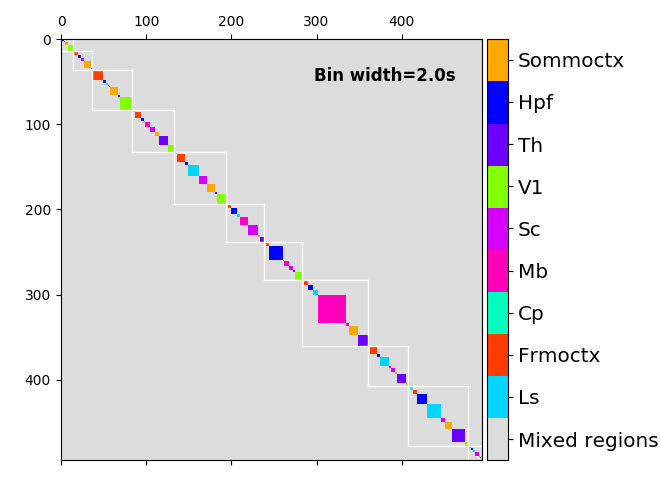 0 100 200 300 400
0
100
200
300
400
Bin width=2.0s
Sommoctx
Hpf
Th
V1
Sc
Mb
Cp
Frmoctx
Ls
Mixed regions